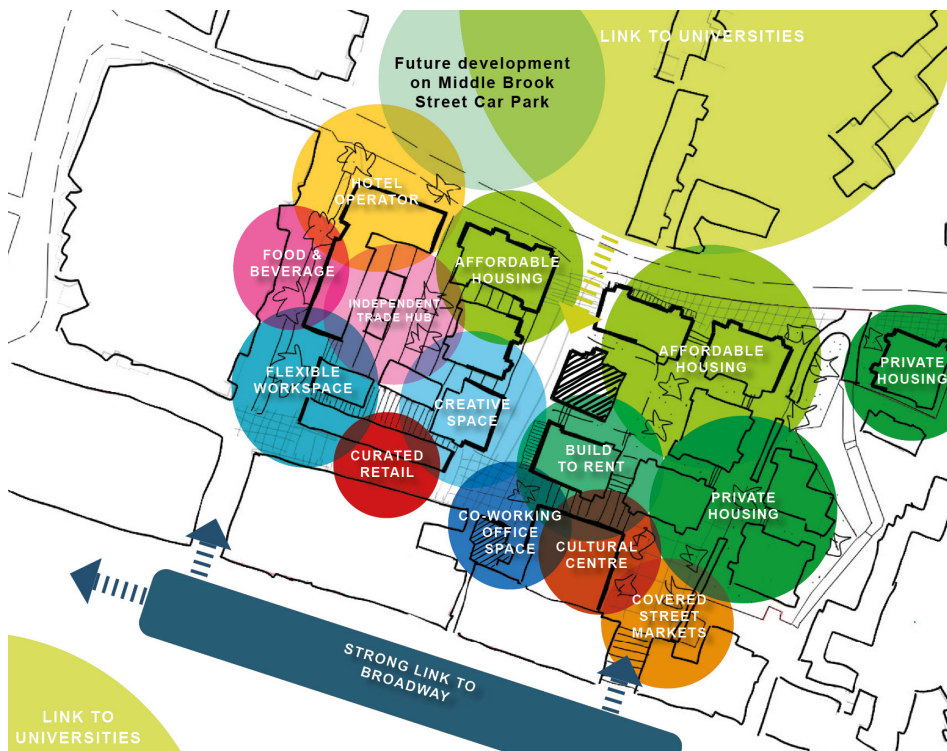 LINK TO UNIVERSITIES
Future development
on Middle Brook
Street Car Park
HOTEL
OPERATOR
FOOD &
BEVERAGE
AFFORDABLE
HOUSING
INDEPENDENT
TRADE HUB
AFFORDABLE
HOUSING
PRIVATE
HOUSING
FLEXIBLE
WORKSPACE
CREATIVE
SPACE
CURATED
RETAIL
BUILD
TO RENT
PRIVATE
HOUSING
CO-WORKING
OFFICE
SPACE
CULTURAL
CENTRE
COVERED
STREET
MARKETS
STRONG LINK TO
BROADWAY
LINK TO
UNIVERSITIES